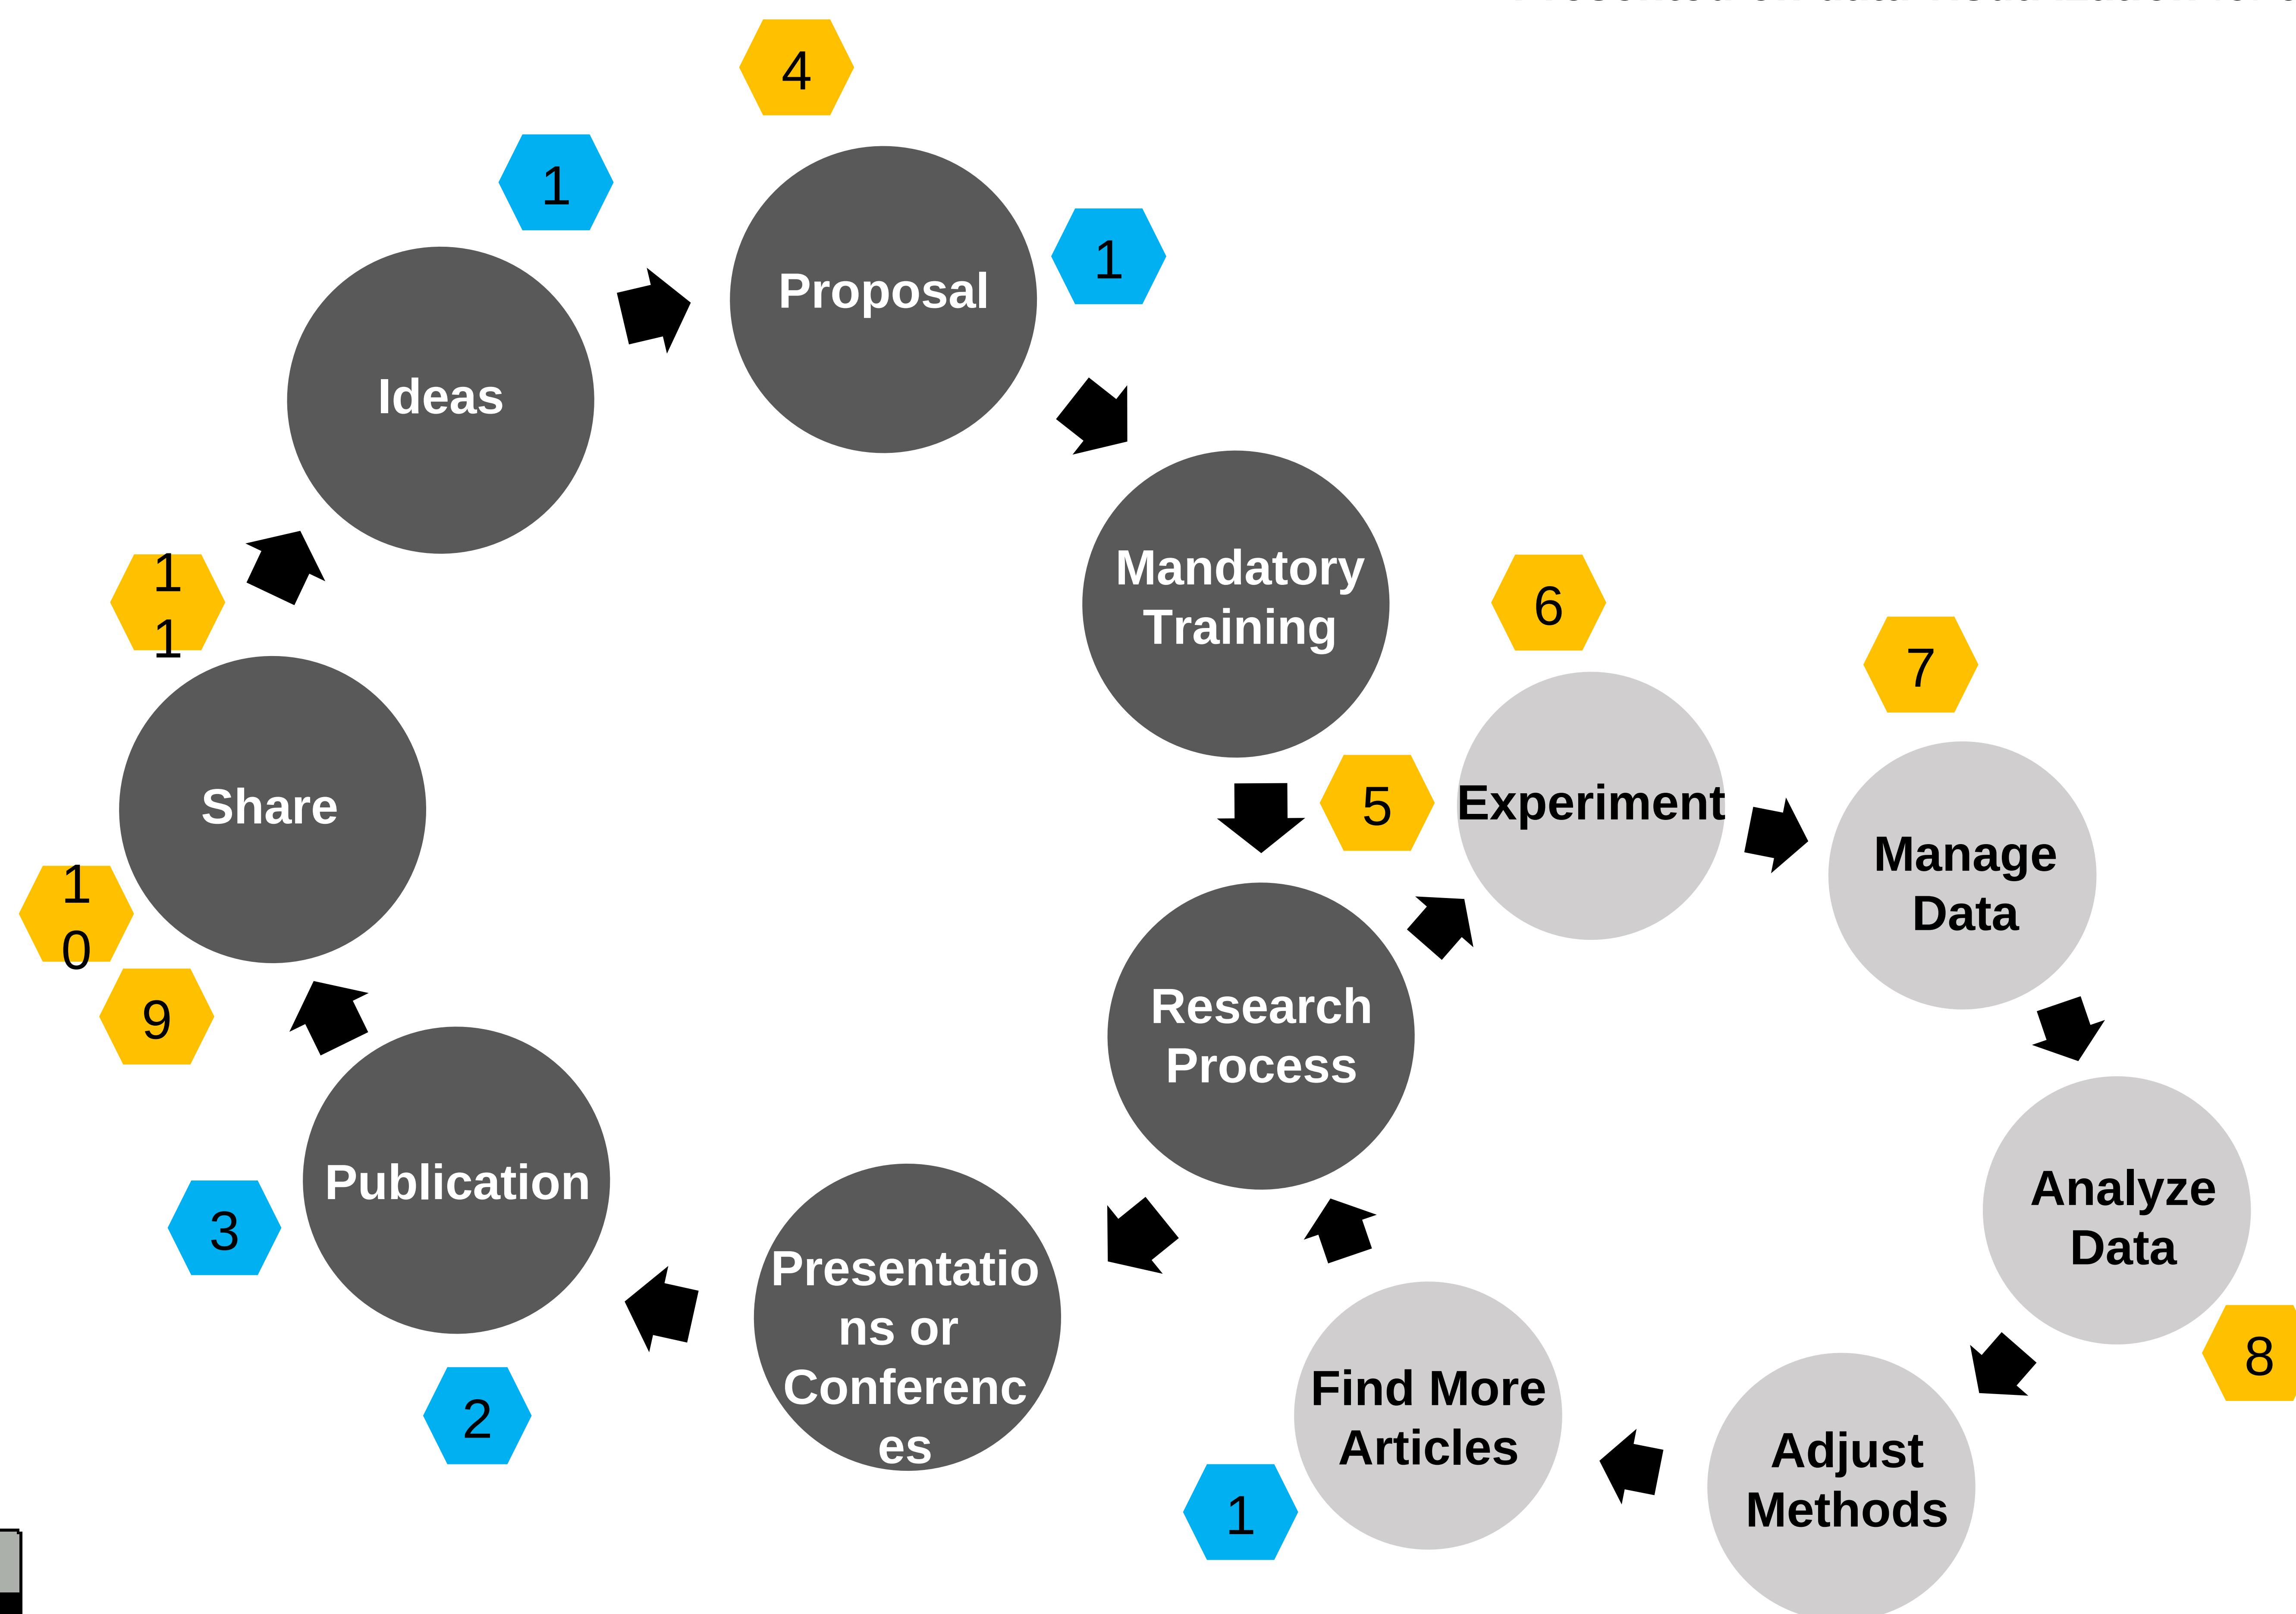 4
1
Proposal
1
Ideas
Mandatory
Training
1
1
6
7
Share
5
Experiment
Manage
Data
1
0
9
Research
Process
Publication
3
Analyze
Data
Presentatio
ns or
Conferenc
es
2
8
Find More
Articles
1
Adjust
Methods